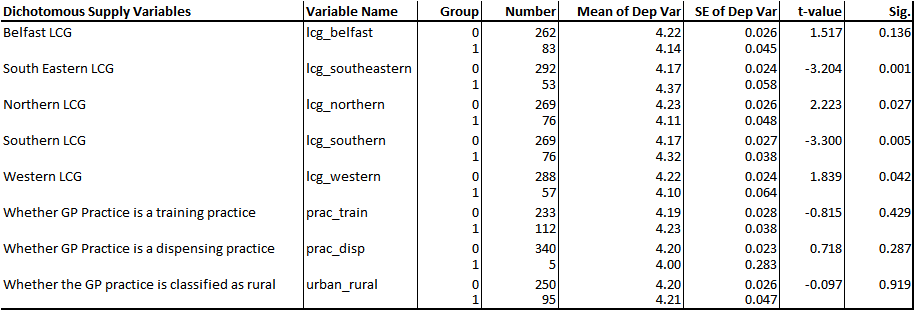 Dichotomous Supply Variables Variable Name Group Number Mean of Dep Var SE of Dep Var t-value Sig.
Belfast LCG lcg_belfast 0 262 4.22 0.026 1.517 0.136
1 83 4.14 0.045
South Eastern LCG lcg_southeastern 0 292 4.17 0.024 -3.204 0.001
1 53 4.37 0.058
Northern LCG lcg_northern 0 269 4.23 0.026 2.223 0.027
1 76 4.11 0.048
Southern LCG lcg_southern 0 269 4.17 0.027 -3.300 0.005
1 76 4.32 0.038
Western LCG lcg_western 0 288 4.22 0.024 1.839 0.042
1 57 4.10 0.064
Whether GP Practice is a training practice prac_train 0 233 4.19 0.028 -0.815 0.429
1 112 4.23 0.038
Whether GP Practice is a dispensing practice prac_disp 0 340 4.20 0.023 0.718 0.287
1 5 4.00 0.283
Whether the GP practice is classified as rural urban_rural 0 250 4.20 0.026 -0.097 0.919
1 95 4.21 0.047